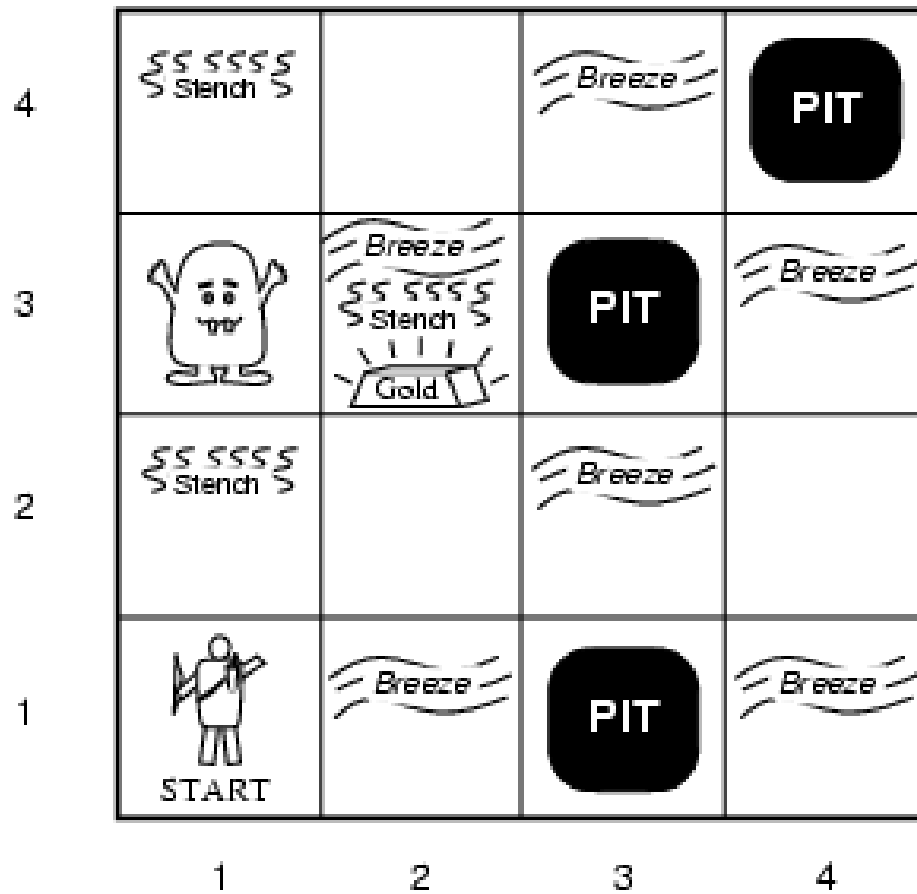 4
Stench
Breeze
PIT
3
Breeze
Stench
Gold
PIT
Breeze
2
Stench
Breeze
1
START
Breeze
PIT
Breeze
1 2 3 4